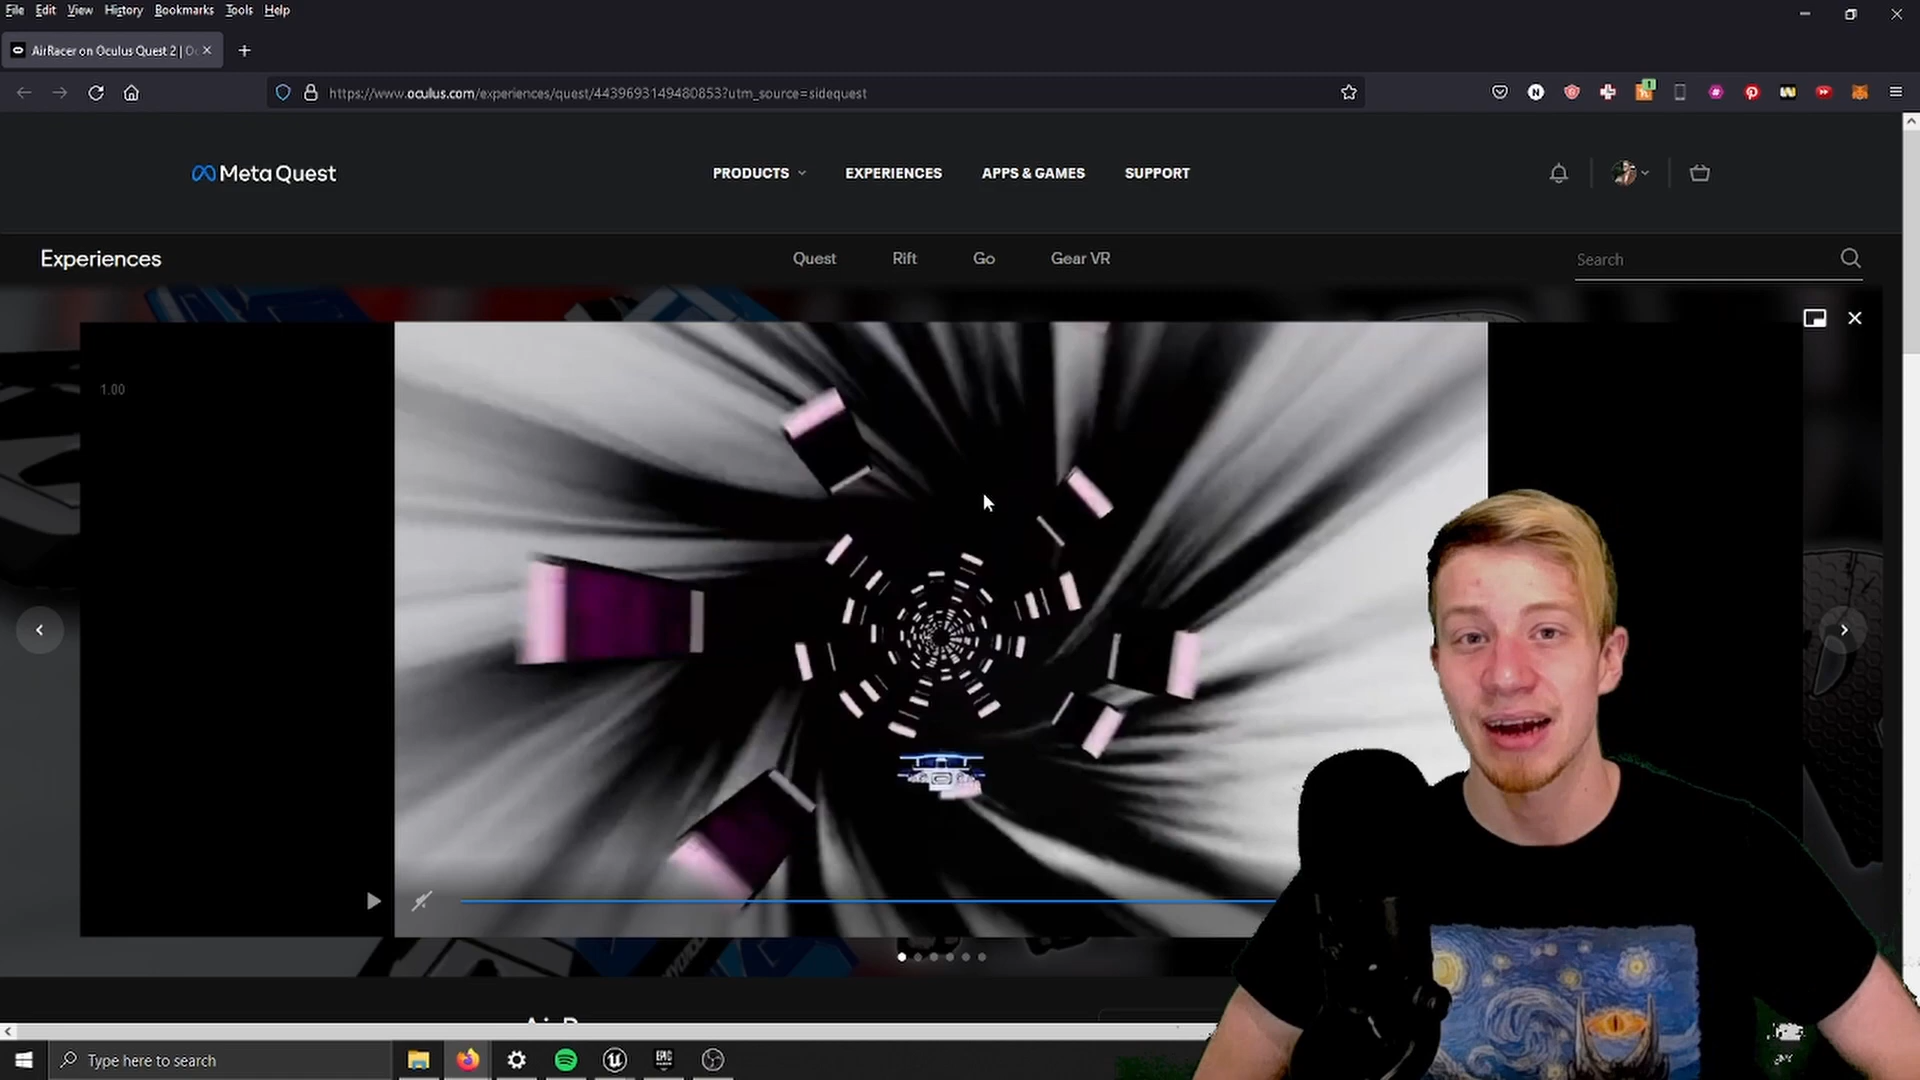 File Edit View History Bookmarks Tools Help
AirRacer on Oculus Quest 2 | O
https://www.oculus.com/experiences/quest/4439693149480853?utm_source=sidequest
Meta Quest
PRODUCTS
EXPERIENCES
APPS & GAMES
SUPPORT
Experiences
Quest
Rift
Go
Gear VR
Search
1.00
Type here to search